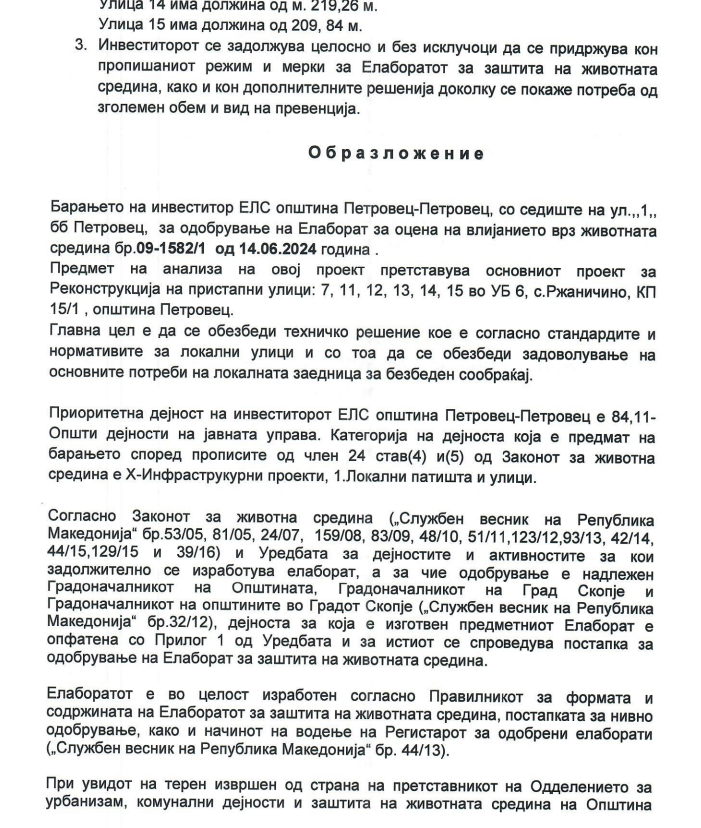 Улица 14 има должина од м. 219,26 м.
Улица 15 има должина од 209, 84 м.
3. Инвеститорот се задолжува целосно и без исклучоци да се придржува кон
пропишаниот режим и мерки за Елаборатот за заштита на животната
средина, како и кон дополнителните решенија доколку се покаже потреба од
зголемен обем и вид на превенција.
О б р а з л о ж е н и е
Барањето на инвеститор ЕЛС општина Петровец-Петровец, со седиште на ул.,,1,,
бб Петровец, за одобрување на Елаборат за оцена на влијанието врз животната
средина бр.09-1582/1 од 14.06.2024 година .
Предмет на анализа на овој проект претставува основниот проект за
Реконструкција на пристапни улици: 7, 11, 12, 13, 14, 15 во УБ 6, с.Ржаничино, КП
15/1 , општина Петровец.
Главна цел е да се обезбеди техничко решение кое е согласно стандардите и
нормативите за локални улици и со тоа да се обезбеди задоволување на
основните потреби на локалната заедница за безбеден сообраќај.
Приоритетна дејност на инвеститорот ЕЛС општина Петровец-Петровец е 84,11-
Општи дејности на јавната управа. Категорија на дејноста која е предмат на
барањето според прописите од член 24 став(4) и(5) од Законот за животна
средина е X-Инфраструкурни проекти, 1.Локални патишта и улици.
Согласно Законот за животна средина („Службен весник на Република
Македонија“ бр.53/05, 81/05, 24/07, 159/08, 83/09, 48/10, 51/11,123/12,93/13, 42/14,
44/15,129/15 и 39/16) и Уредбата за дејностите и активностите за кои
задолжително се изработува елаборат, а за чие одобрување е надлежен
Градоначалникот на Општината, Градоначалникот на Град Скопје и
Градоначалникот на општините во Градот Скопје („Службен весник на Република
Македонија“ бр.32/12), дејноста за која е изготвен предметниот Елаборат е
опфатена со Прилог 1 од Уредбата и за истиот се спроведува постапка за
одобрување на Елаборат за заштита на животната средина.
Елаборатот е во целост изработен согласно Правилникот за формата и
содржината на Елаборатот за заштита на животната средина, постапката за нивно
одобрување, како и начинот на водење на Регистарот за одобрени елаборати
(„Службен весник на Република Македонија“ бр. 44/13).
При увидот на терен извршен од страна на претставникот на Одделението за
урбанизам, комунални дејности и заштита на животната средина на Општина